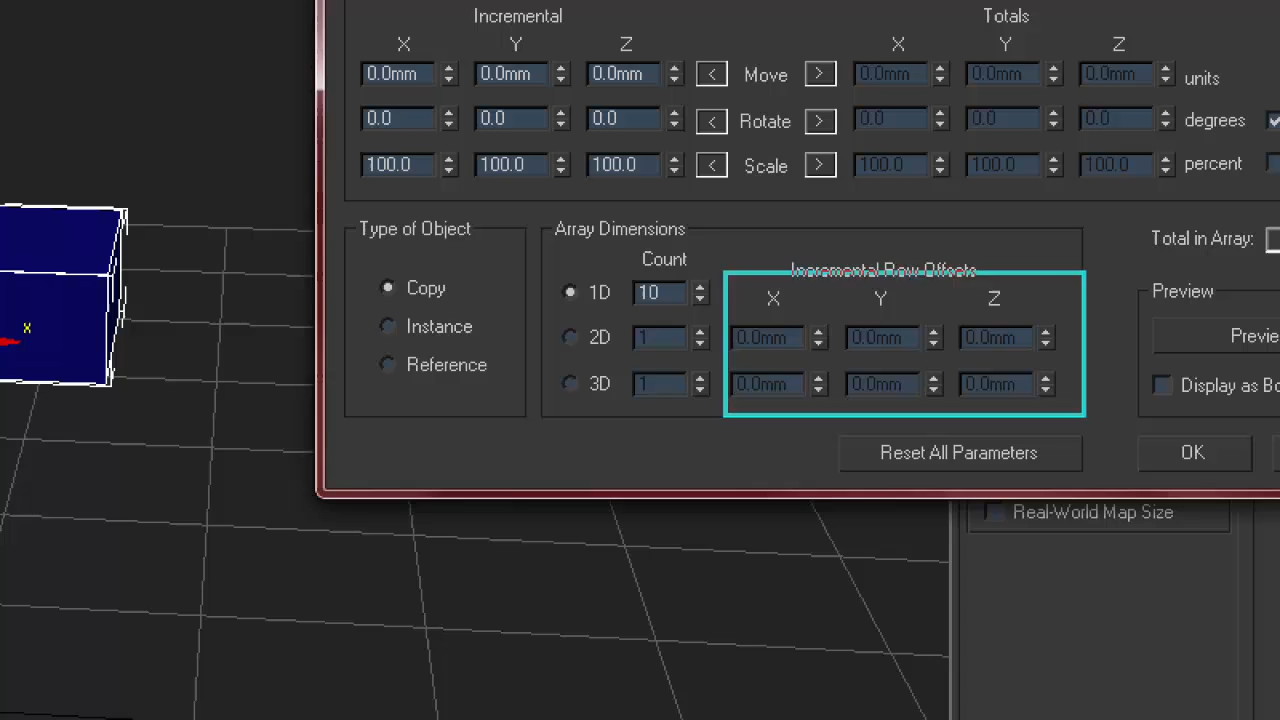 Incremental Totals
X Y Z X Y Z
0.0mm 0.0mm 0.0mm < Move > 0.0mm 0.0mm 0.0mm units
0.0 0.0 0.0 < Rotate > 0.0 0.0 0.0 degrees
100.0 100.0 100.0 < Scale > 100.0 100.0 100.0 percent
Type of Object
Copy
Instance
Reference
Array Dimensions
Count Incremental Row Offsets
1D 10 X Y Z
2D 1 0.0mm 0.0mm 0.0mm
3D 1 0.0mm 0.0mm 0.0mm
Total in Array:
Preview
Previe
Display as Bo
Reset All Parameters OK
Real-World Map Size
x